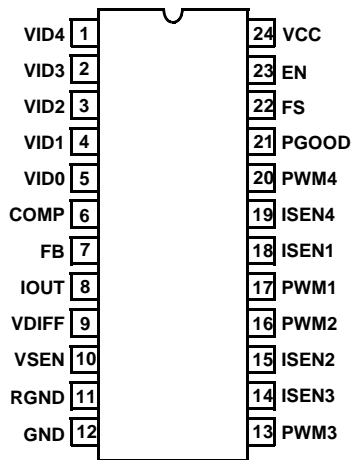 VID4 1 24 VCC
VID3 2 23 EN
VID2 3 22 FS
VID1 4 21 PGOOD
VID0 5 20 PWM4
COMP 6 19 ISEN4
FB 7 18 ISEN1
IOUT 8 17 PWM1
VDIFF 9 16 PWM2
VSEN 10 15 ISEN2
RGND 11 14 ISEN3
GND 12 13 PWM3